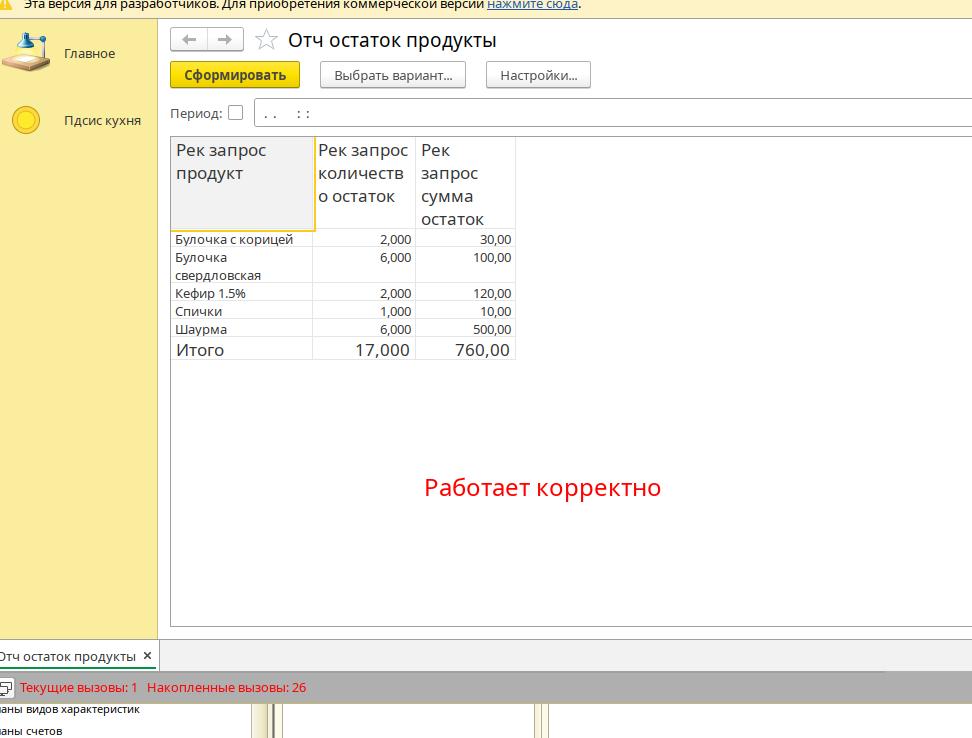 Эта версия для разработчиков. Для приобретения коммерческой версии нажмите сюда.
Главное
Пдсис кухня
Отч остаток продукты
Сформировать Выбрать вариант... Настройки...
Период: . . : :
Рек запрос продукт Рек запрос количество остаток Рек запрос сумма остаток
Булочка с корицей 2,000 30,00
Булочка свердловская 6,000 100,00
Кефир 1.5% 2,000 120,00
Спички 1,000 10,00
Шаурма 6,000 500,00
Итого 17,000 760,00
Работает корректно
Отч остаток продукты ×
Текущие вызовы: 1 Накопленные вызовы: 26
ланы видов характеристик
ланы счетов